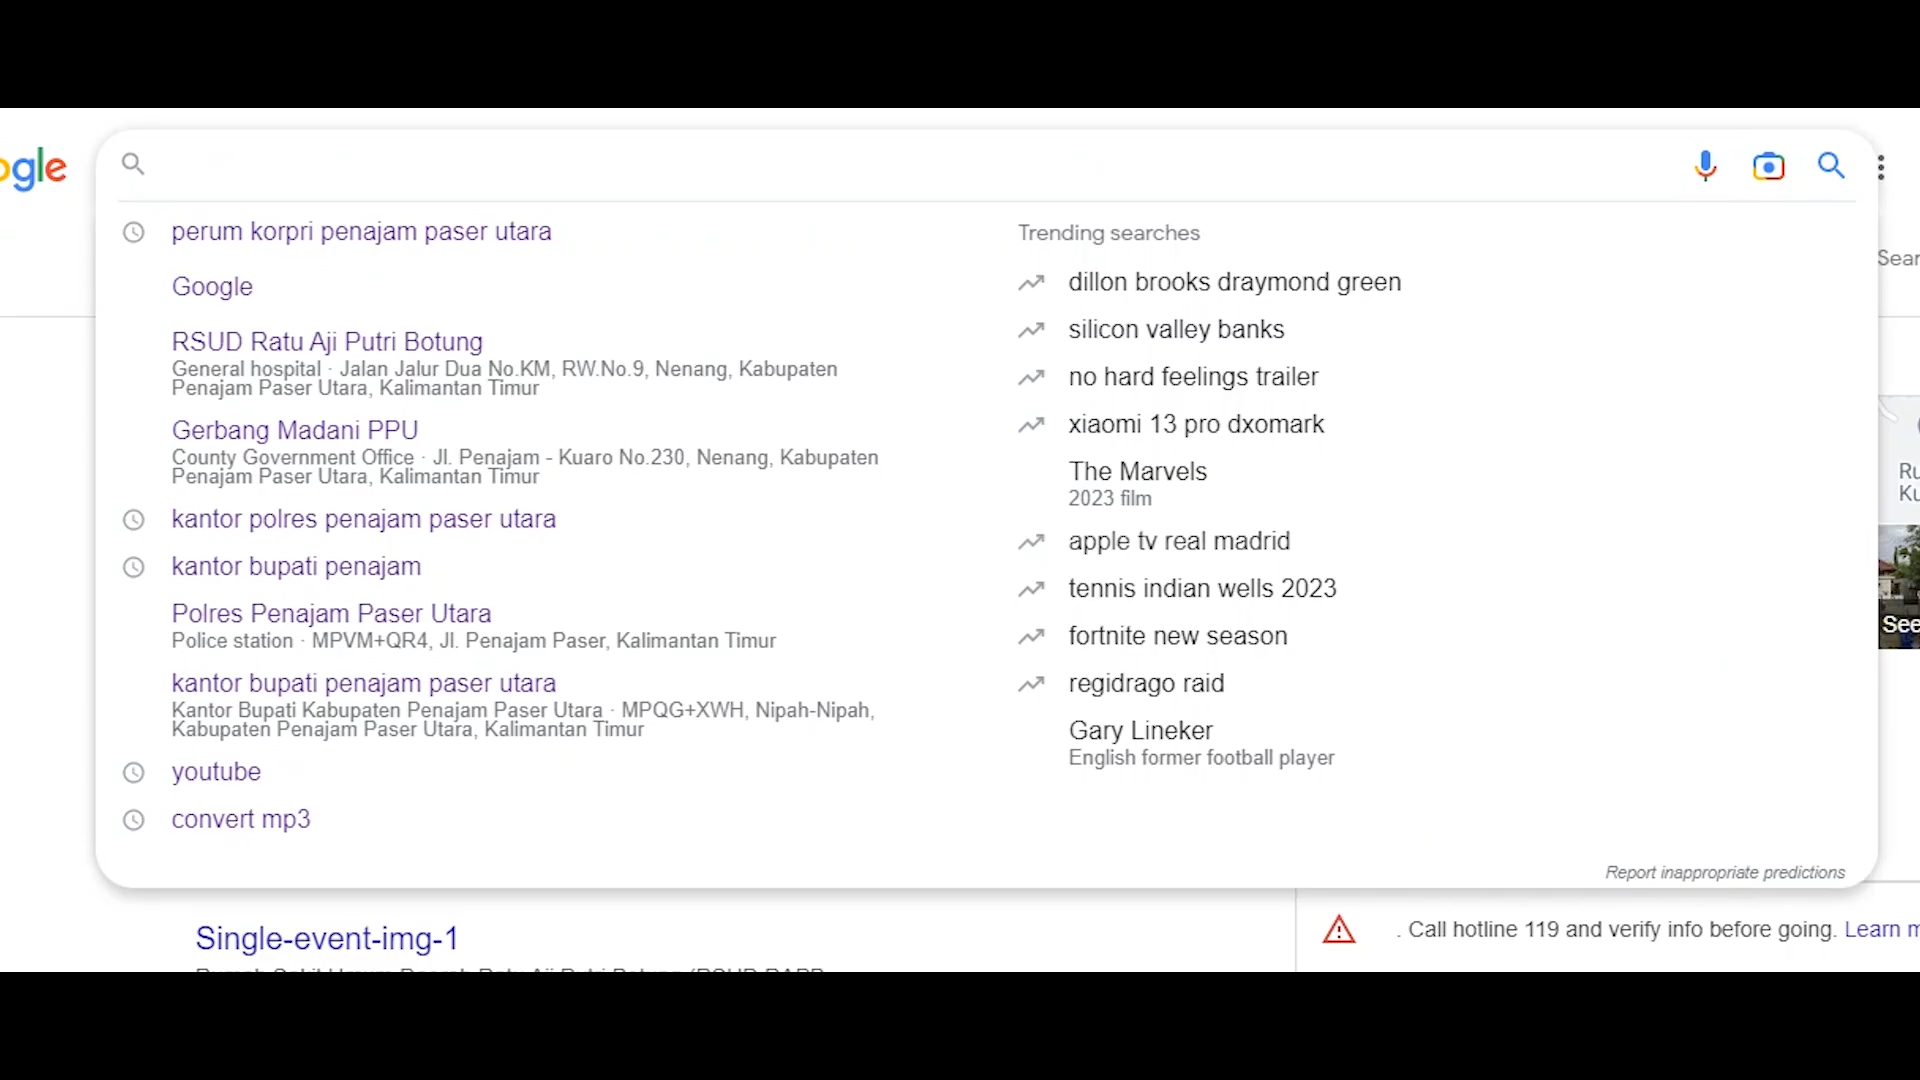 ogle
perum korpri penajam paser utara
Google
RSUD Ratu Aji Putri Botung
General hospital · Jalan Jalur Dua No.KM, RW.No.9, Nenang, Kabupaten
Penajam Paser Utara, Kalimantan Timur
Gerbang Madani PPU
County Government Office · Jl. Penajam - Kuaro No.230, Nenang, Kabupaten
Penajam Paser Utara, Kalimantan Timur
kantor polres penajam paser utara
kantor bupati penajam
Polres Penajam Paser Utara
Police station · MPVM+QR4, Jl. Penajam Paser, Kalimantan Timur
kantor bupati penajam paser utara
Kantor Bupati Kabupaten Penajam Paser Utara · MPQG+XWH, Nipah-Nipah,
Kabupaten Penajam Paser Utara, Kalimantan Timur
youtube
convert mp3
Trending searches
dillon brooks draymond green
silicon valley banks
no hard feelings trailer
xiaomi 13 pro dxomark
The Marvels
2023 film
apple tv real madrid
tennis indian wells 2023
fortnite new season
regidrago raid
Gary Lineker
English former football player
Report inappropriate predictions
Sear
Ru
Ku
See
Single-event-img-1
. Call hotline 119 and verify info before going. Learn m